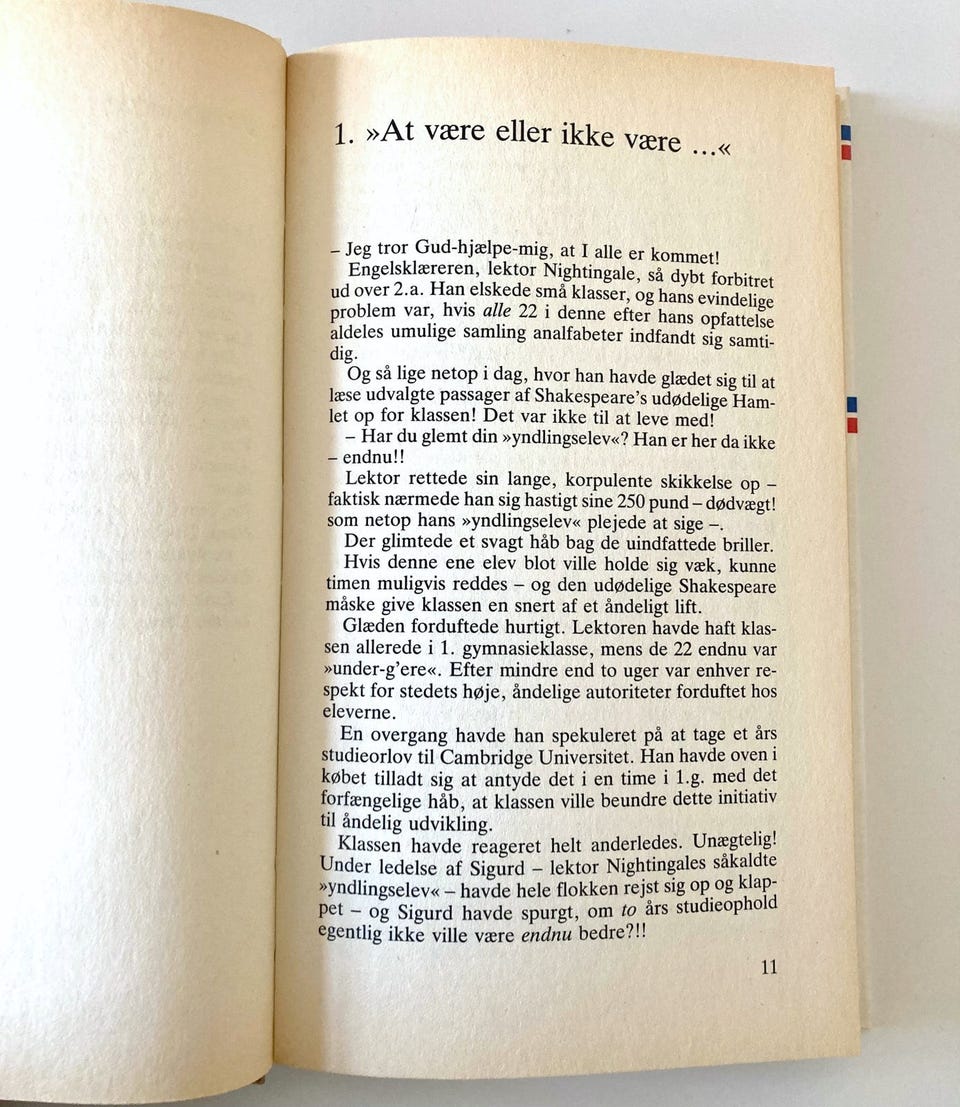 1. »At være eller ikke være ...«
– Jeg tror Gud-hjælpe-mig, at I alle er kommet!
Engelsklæreren, lektor Nightingale, så dybt forbitret
ud over 2.a. Han elskede små klasser, og hans evindelige
problem var, hvis alle 22 i denne efter hans opfattelse
aldeles umulige samling analfabeter indfandt sig samti-
dig.
Og så lige netop i dag, hvor han havde glædet sig til at
læse udvalgte passager af Shakespeare’s udødelige Ham-
let op for klassen! Det var ikke til at leve med!
– Har du glemt din »yndlingselev«? Han er her da ikke
– endnu!!
Lektor rettede sin lange, korpulente skikkelse op –
faktisk nærmede han sig hastigt sine 250 pund – dødvægt!
som netop hans »yndlingselev« plejede at sige –.
Der glimtede et svagt håb bag de uindfattede briller.
Hvis denne ene elev blot ville holde sig væk, kunne
timen muligvis reddes – og den udødelige Shakespeare
måske give klassen en snert af et åndeligt lift.
Glæden forduftede hurtigt. Lektoren havde haft klas-
sen allerede i 1. gymnasieklasse, mens de 22 endnu var
»under-g’ere«. Efter mindre end to uger var enhver re-
spekt for stedets høje, åndelige autoriteter forduftet hos
eleverne.
En overgang havde han spekuleret på at tage et års
studieorlov til Cambridge Universitet. Han havde oven i
købet tilladt sig at antyde det i en time i 1.g. med det
forfængelige håb, at klassen ville beundre dette initiativ
til åndelig udvikling.
Klassen havde reageret helt anderledes. Unægtelig!
Under ledelse af Sigurd – lektor Nightingales såkaldte
»yndlingselev« – havde hele flokken rejst sig op og klap-
pet – og Sigurd havde spurgt, om to års studieophold
egentlig ikke ville være endnu bedre?!!
11